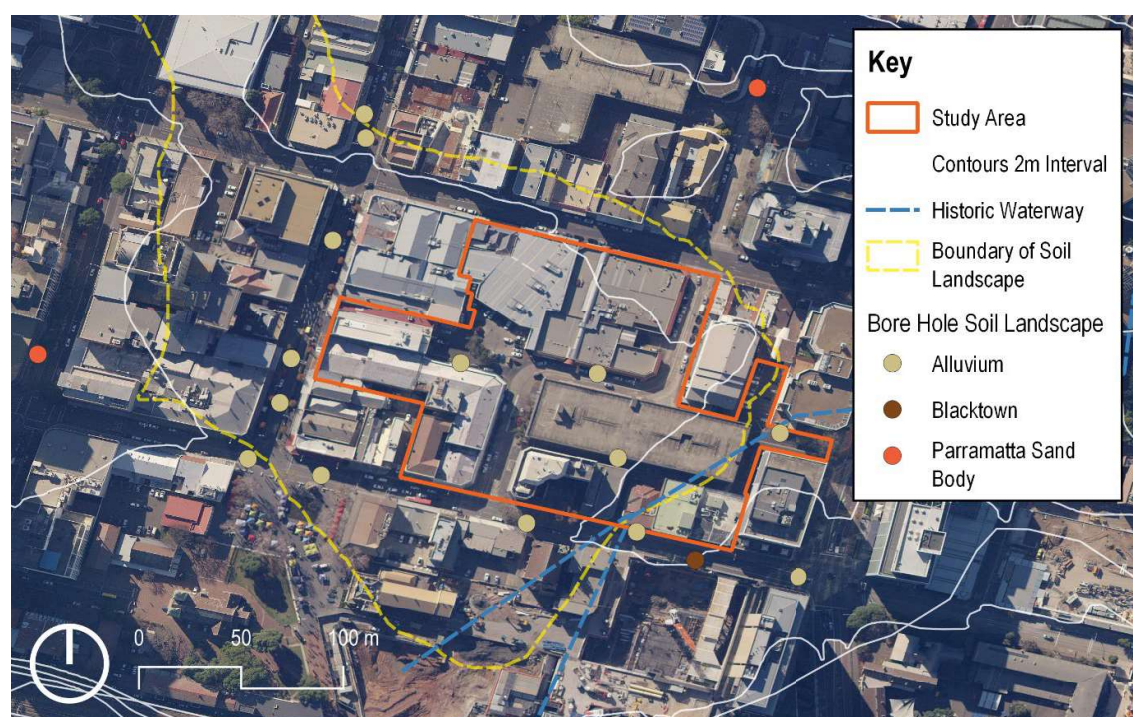 Key
Study Area
Contours 2m Interval
Historic Waterway
Boundary of Soil
Landscape
Bore Hole Soil Landscape
Alluvium
Blacktown
Parramatta Sand
Body
0 50 100 m